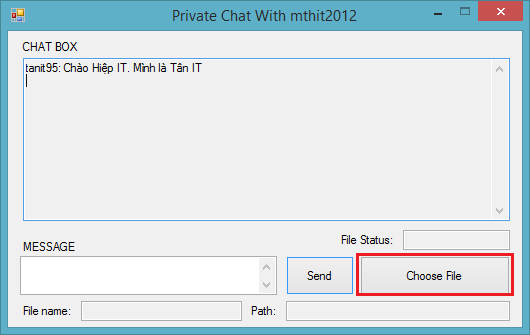 Private Chat With mthit2012
CHAT BOX
tanit95: Chào Hiệp IT. Mình là Tân IT
File Status:
MESSAGE
Send
Choose File
File name:
Path: